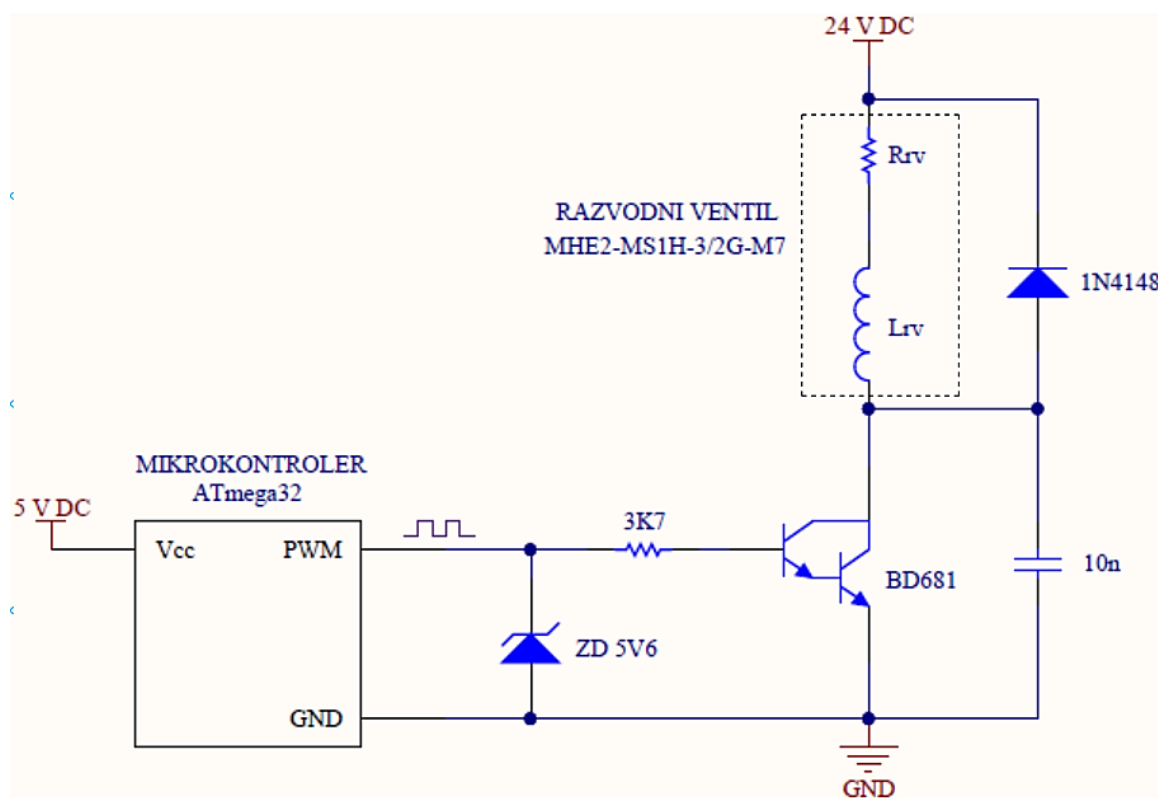 24 V DC
Rrv
RAZVODNI VENTIL
MHE2-MS1H-3/2G-M7
1N4148
Lrv
MIKROKONTROLER
ATmega32
5 V DC
Vcc
PWM
3K7
BD681
10n
ZD 5V6
GND
GND